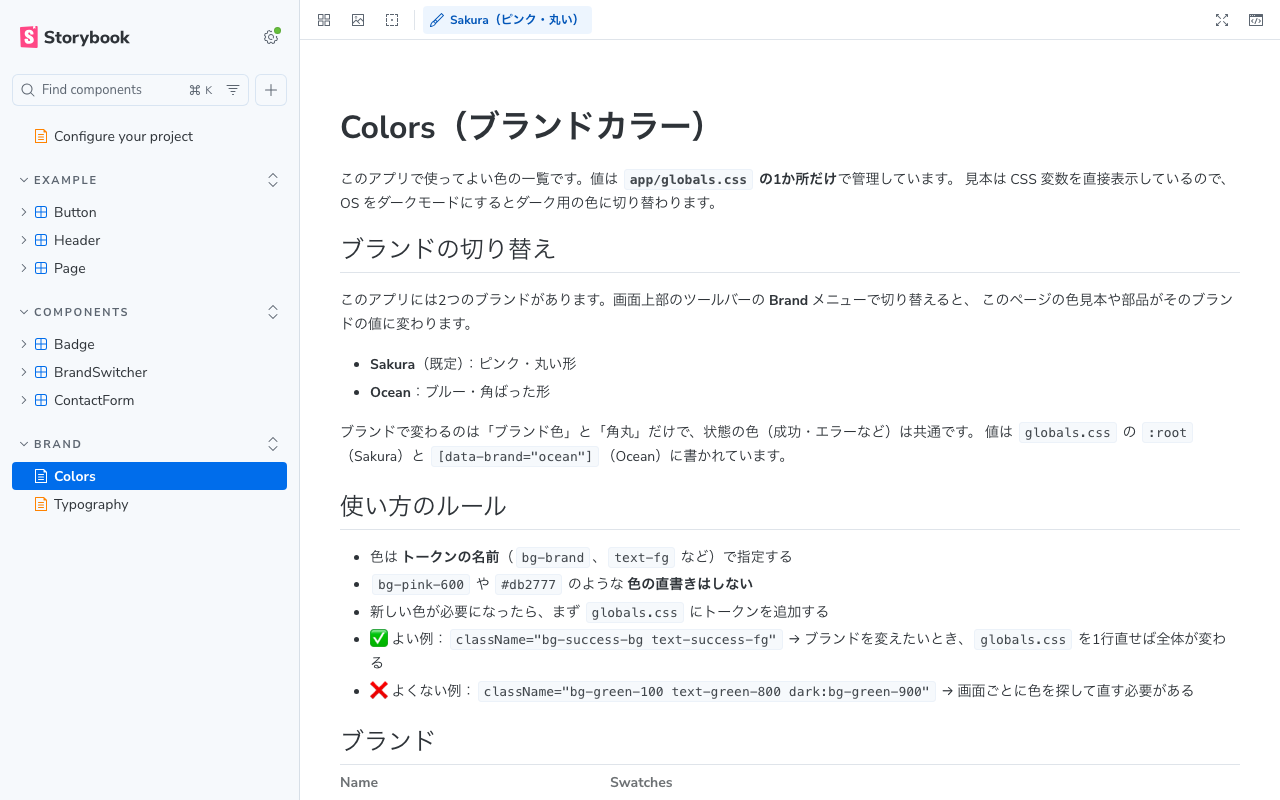 Storybook
Find components
⌘ K
Configure your project
EXAMPLE
Button
Header
Page
COMPONENTS
Badge
BrandSwitcher
ContactForm
BRAND
Colors
Typography
Sakura（ピンク・丸い）
Colors（ブランドカラー）
このアプリで使ってよい色の一覧です。値は app/globals.css の1か所だけで管理しています。 見本は CSS 変数を直接表示しているので、
OS をダークモードにするとダーク用の色に切り替わります。
ブランドの切り替え
このアプリには2つのブランドがあります。画面上部のツールバーの Brand メニューで切り替えると、 このページの色見本や部品がそのブラン
ドの値に変わります。
• Sakura（既定）：ピンク・丸い形
• Ocean：ブルー・角ばった形
ブランドで変わるのは「ブランド色」と「角丸」だけで、状態の色（成功・エラーなど）は共通です。 値は globals.css の :root
（Sakura）と [data-brand="ocean"]（Ocean）に書かれています。
使い方のルール
• 色は トークンの名前（ bg-brand 、 text-fg など）で指定する
• bg-pink-600 や #db2777 のような 色の直書きはしない
• 新しい色が必要になったら、まず globals.css にトークンを追加する
• ✅ よい例： className="bg-success-bg text-success-fg" → ブランドを変えたいとき、 globals.css を1行直せば全体が変わ
る
• ❌ よくない例： className="bg-green-100 text-green-800 dark:bg-green-900" → 画面ごとに色を探して直す必要がある
ブランド
Name Swatches